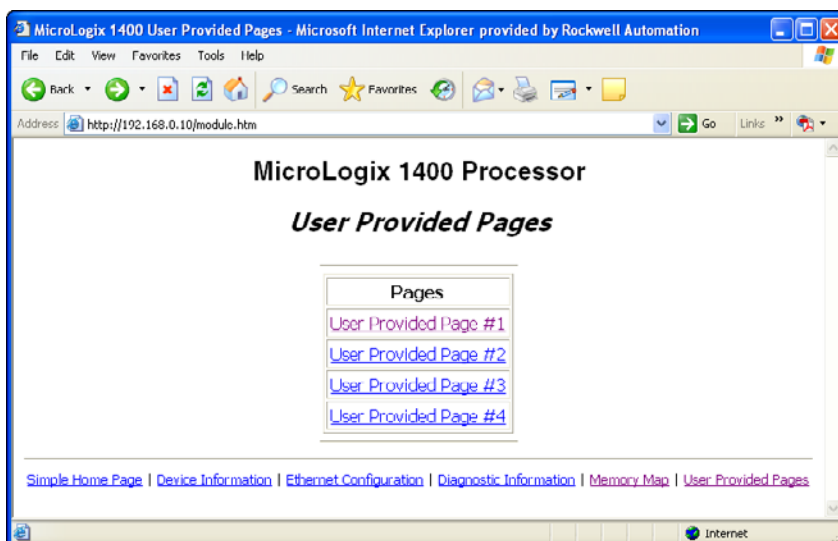 MicroLogix 1400 User Provided Pages - Microsoft Internet Explorer provided by Rockwell Automation
File Edit View Favorites Tools Help
Back Search Favorites
Address http://192.168.0.10/module.htm Go Links »
MicroLogix 1400 Processor
User Provided Pages
Pages
User Provided Page #1
User Provided Page #2
User Provided Page #3
User Provided Page #4
Simple Home Page | Device Information | Ethernet Configuration | Diagnostic Information | Memory Map | User Provided Pages
Internet